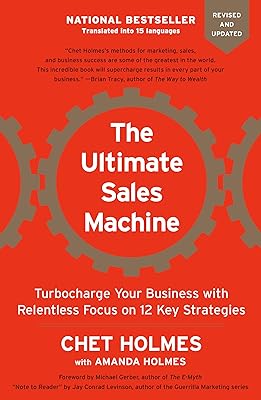 NATIONAL BESTSELLER
Translated into 15 languages
REVISED
AND
UPDATED
"Chet Holmes's methods for marketing, sales,
and business success are some of the greatest in the world.
This incredible book will supercharge results in every part of your
business." —Brian Tracy, author of The Way to Wealth
The
Ultimate
Sales
Machine
Turbocharge Your Business with
Relentless Focus on 12 Key Strategies
CHET HOLMES
with AMANDA HOLMES
Foreword by Michael Gerber, author of The E-Myth
"Note to Reader" by Jay Conrad Levinson, author of the Guerrilla Marketing series